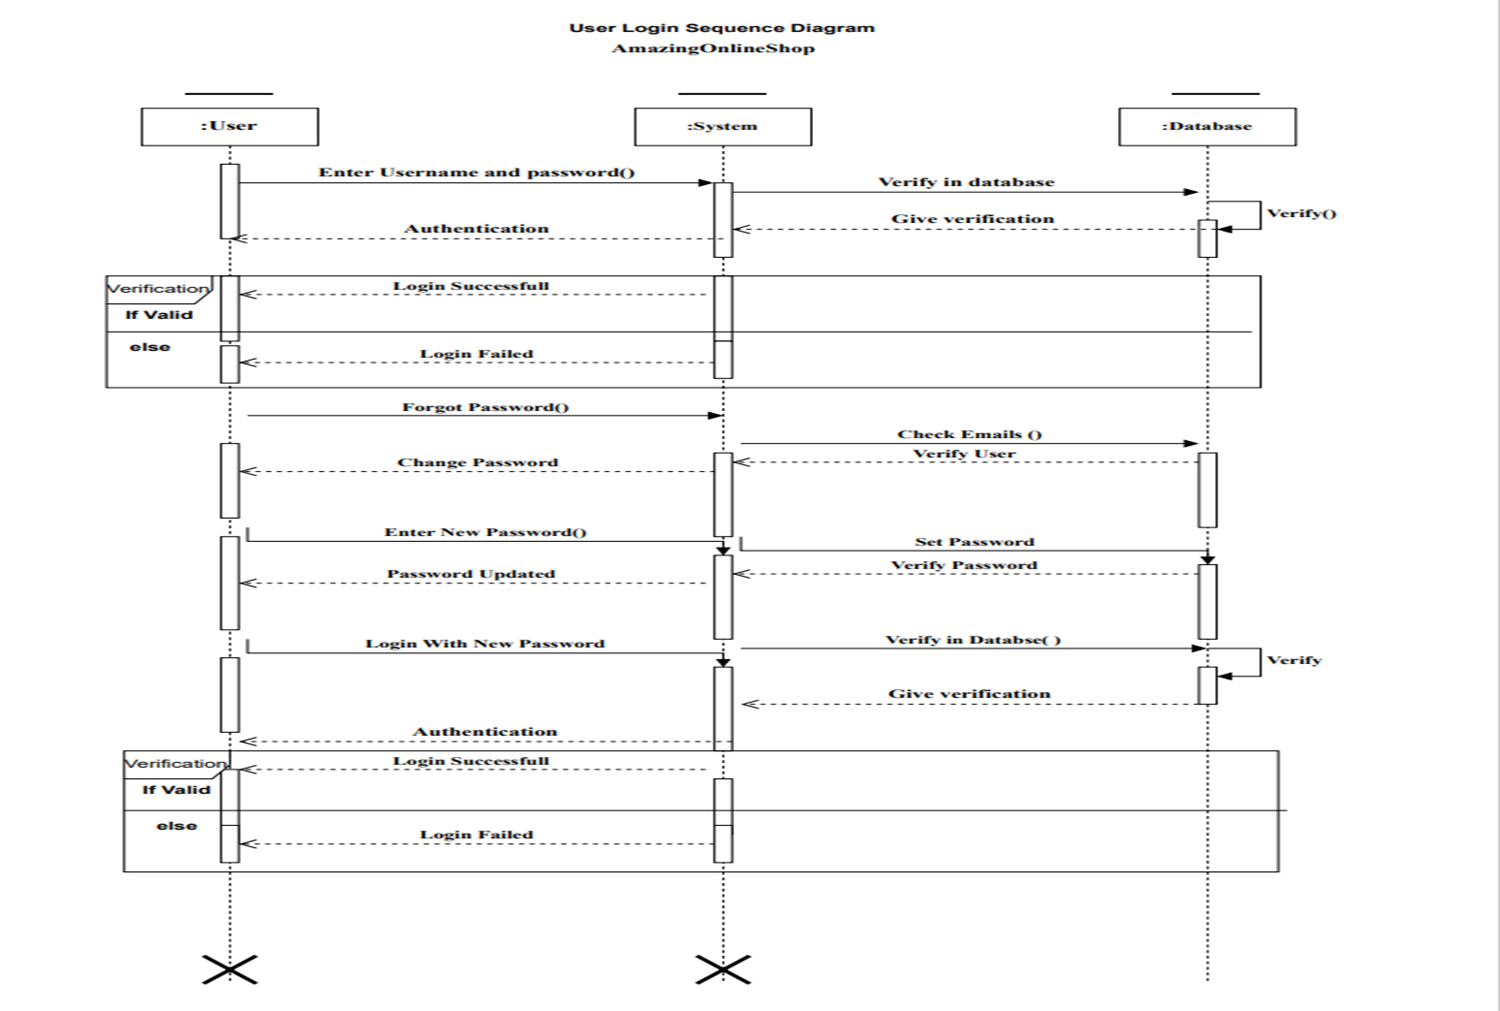 User Login Sequence Diagram
AmazingOnlineShop
:User
:System
:Database
Enter Username and password()
Verify in database
Verify()
Give verification
Authentication
Verification
Login Successfull
If Valid
else
Login Failed
Forgot Password()
Check Emails ()
Verify User
Change Password
Enter New Password()
Set Password
Verify Password
Password Updated
Login With New Password
Verify in Databse( )
Verify
Give verification
Authentication
Verification
Login Successfull
If Valid
else
Login Failed